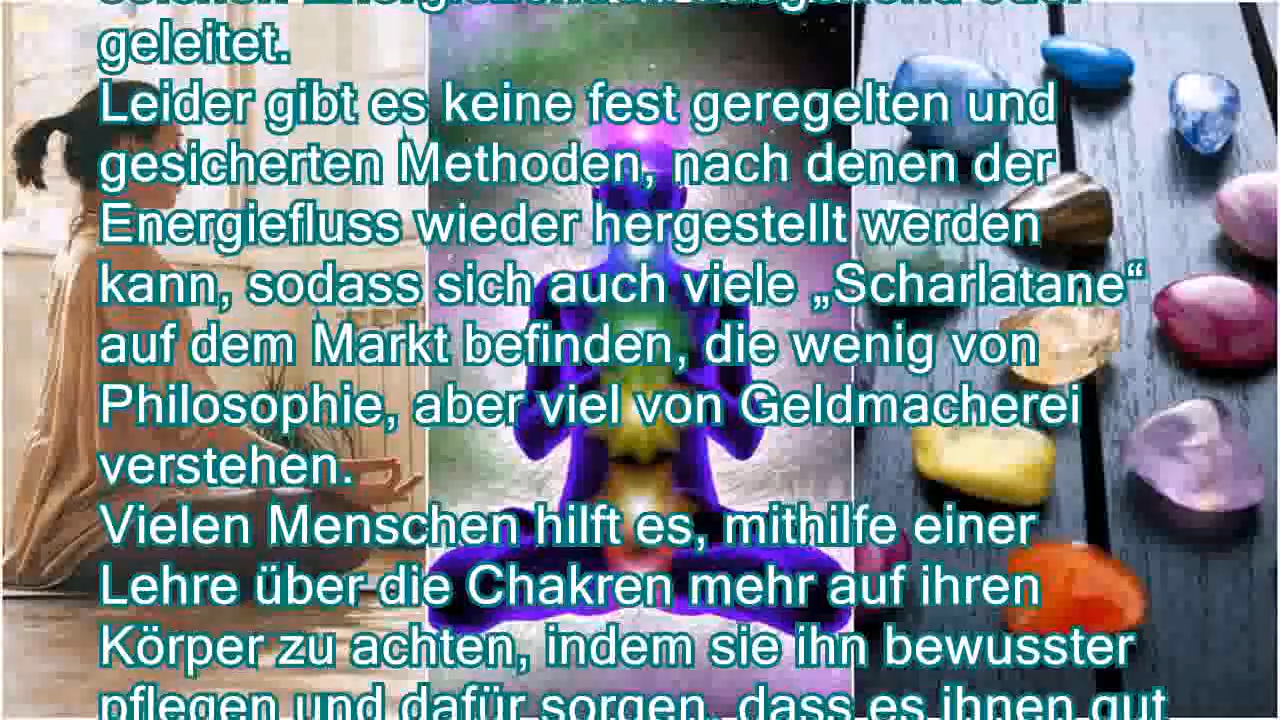 geleitet.
Leider gibt es keine fest geregelten und
gesicherten Methoden, nach denen der
Energiefluss wieder hergestellt werden
kann, sodass sich auch viele „Scharlatane“
auf dem Markt befinden, die wenig von
Philosophie, aber viel von Geldmacherei
verstehen.
Vielen Menschen hilft es, mithilfe einer
Lehre über die Chakren mehr auf ihren
Körper zu achten, indem sie ihn bewusster
pflegen und dafür sorgen, dass es ihnen gut